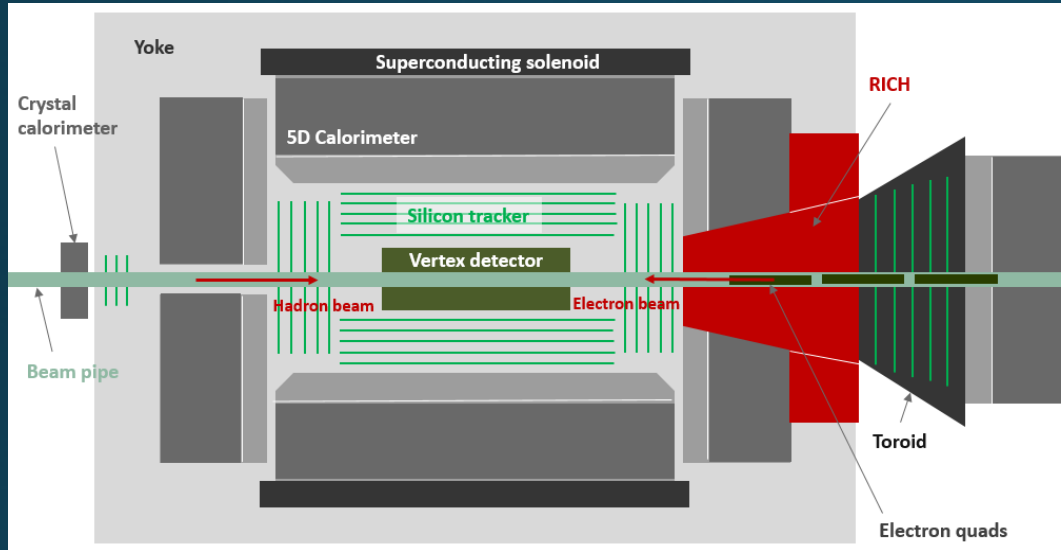 Yoke
Superconducting solenoid
RICH
Crystal
calorimeter
5D Calorimeter
Silicon tracker
Vertex detector
Hadron beam
Electron beam
Beam pipe
Toroid
Electron quads